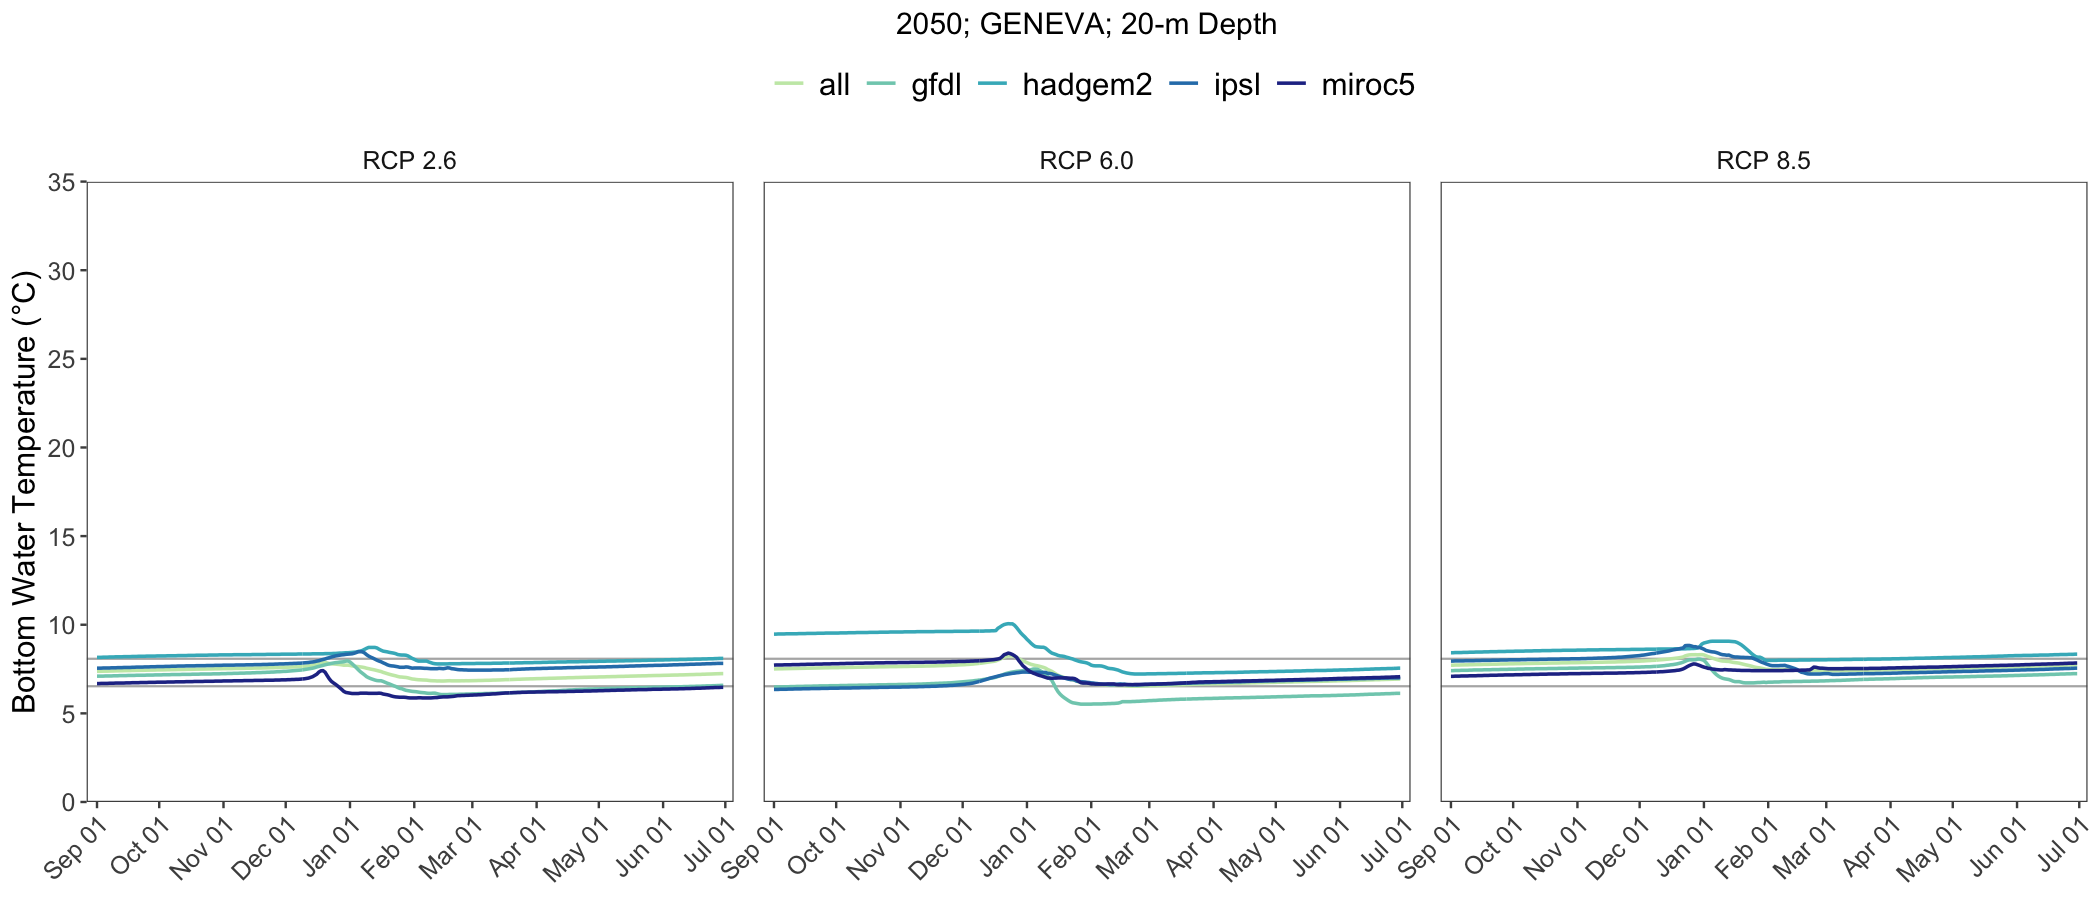 2050; GENEVA; 20-m Depth
all gfdl hadgem2 ipsl miroc5
RCP 2.6 RCP 6.0 RCP 8.5
Bottom Water Temperature (°C)
35
30
25
20
15
10
5
0
Sep 01 Oct 01 Nov 01 Dec 01 Jan 01 Feb 01 Mar 01 Apr 01 May 01 Jun 01 Jul 01 Sep 01 Oct 01 Nov 01 Dec 01 Jan 01 Feb 01 Mar 01 Apr 01 May 01 Jun 01 Jul 01 Sep 01 Oct 01 Nov 01 Dec 01 Jan 01 Feb 01 Mar 01 Apr 01 May 01 Jun 01 Jul 01